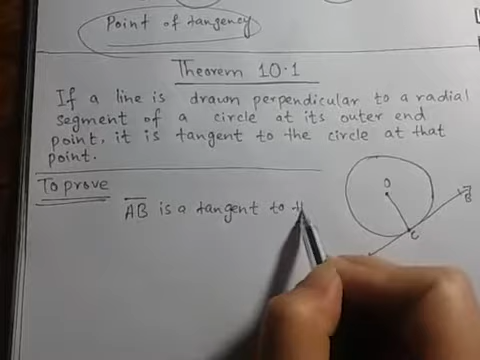 Point of tangency
Theorem 10.1
If a line is drawn perpendicular to a radial
segment of a circle at its outer end
point, it is tangent to the circle at that
point.
To prove
AB is a tangent to t
O
B
C